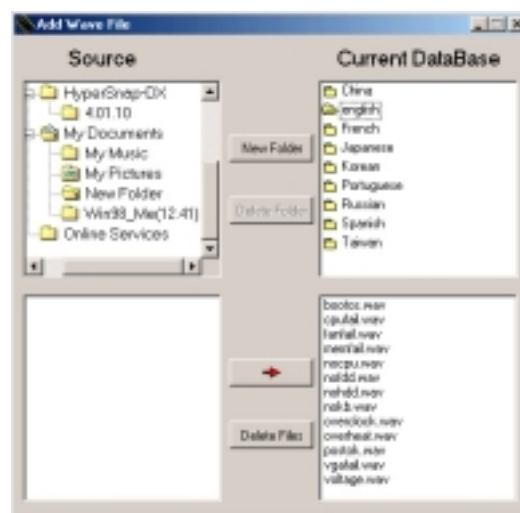 Add Wave File
Source
Current DataBase
HyperSnap-DX
4.01.10
My Documents
My Music
My Pictures
New Folder
Win98_Me(12.41)
Online Services
New Folder
Delete Folder
China
english
French
Japanese
Korean
Portuguese
Russian
Spanish
Taiwan
Delete Files
bootos.wav
cpufail.wav
fanfail.wav
memfail.wav
nocpu.wav
nofdd.wav
nohdd.wav
nokb.wav
overclock.wav
overheat.wav
postok.wav
vgafail.wav
voltage.wav